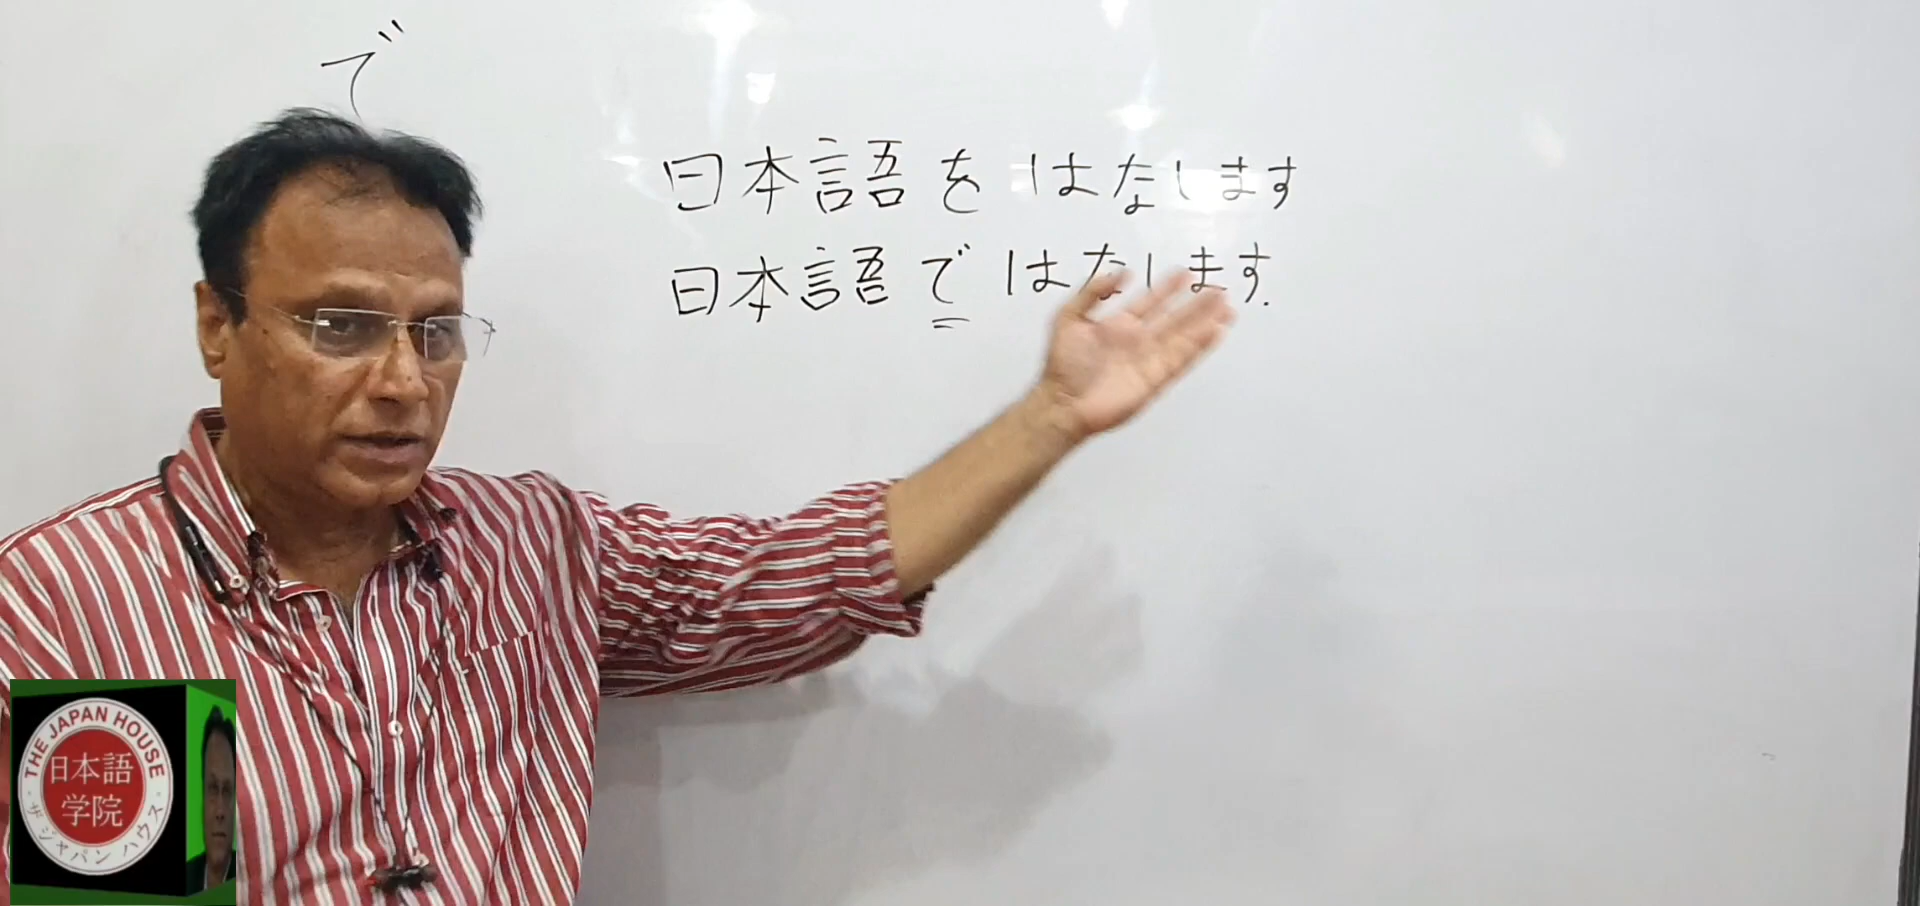 で
日本語をはなします
日本語ではなします.
THE JAPAN HOUSE
日本語
学院
ザジャパンハウス